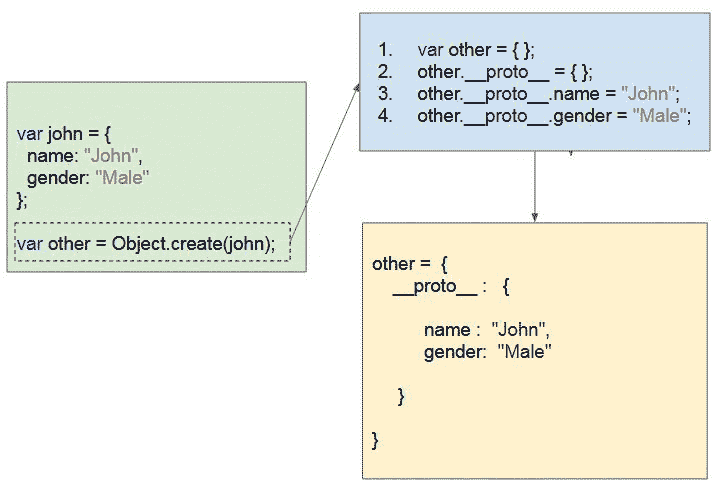 var john = {
name: "John",
gender: "Male"
};
var other = Object.create(john);
1. var other = { };
2. other.__proto__ = { };
3. other.__proto__.name = "John";
4. other.__proto__.gender = "Male";
other = {
__proto__ : {
name : "John",
gender: "Male"
}
}